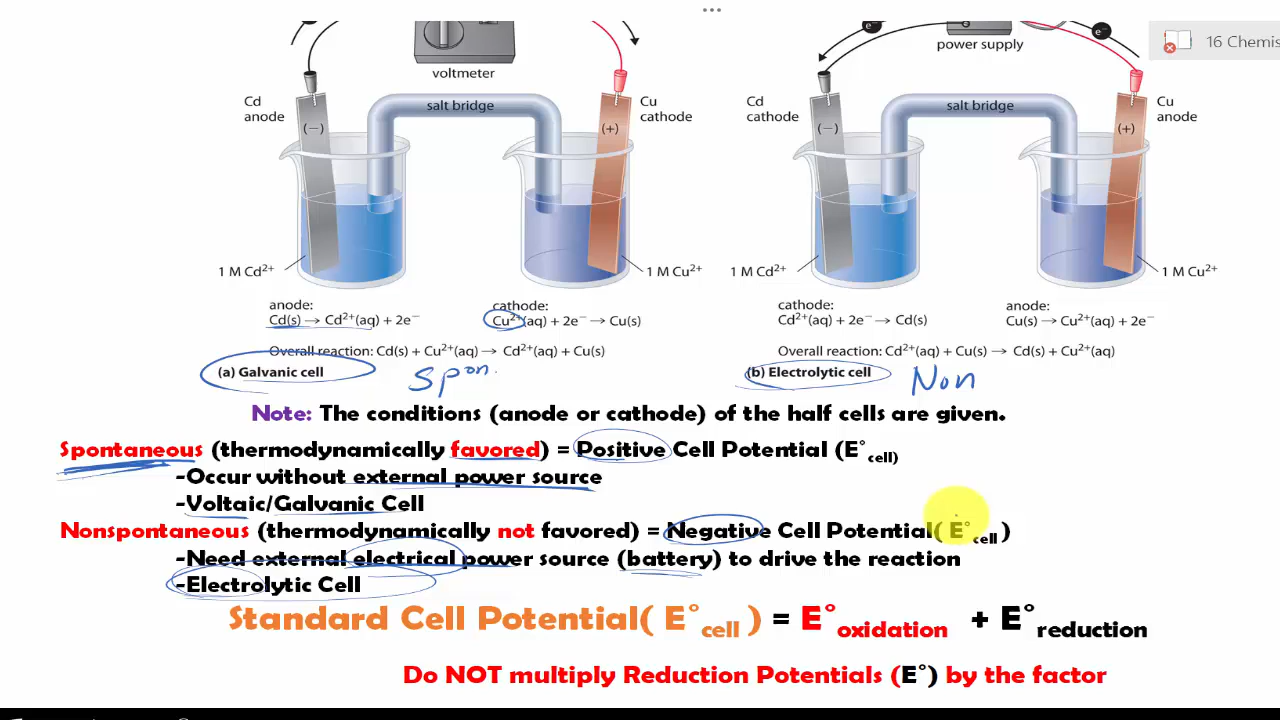 16 Chemis
e⁻ e⁻
voltmeter power supply
Cd anode Cu cathode Cd cathode Cu anode
salt bridge salt bridge
(−) (+) (−) (+)
1 M Cd²⁺ 1 M Cu²⁺ 1 M Cd²⁺ 1 M Cu²⁺
anode: cathode: cathode: anode:
Cd(s) → Cd²⁺(aq) + 2e⁻ Cu²⁺(aq) + 2e⁻ → Cu(s) Cd²⁺(aq) + 2e⁻ → Cd(s) Cu(s) → Cu²⁺(aq) + 2e⁻
Overall reaction: Cd(s) + Cu²⁺(aq) → Cd²⁺(aq) + Cu(s) Overall reaction: Cd²⁺(aq) + Cu(s) → Cd(s) + Cu²⁺(aq)
(a) Galvanic cell Spon. (b) Electrolytic cell Non
Note: The conditions (anode or cathode) of the half cells are given.
Spontaneous (thermodynamically favored) = Positive Cell Potential (E°cell)
-Occur without external power source
-Voltaic/Galvanic Cell
Nonspontaneous (thermodynamically not favored) = Negative Cell Potential( E°cell )
-Need external electrical power source (battery) to drive the reaction
-Electrolytic Cell
Standard Cell Potential( E°cell ) = E°oxidation + E°reduction
Do NOT multiply Reduction Potentials (E°) by the factor